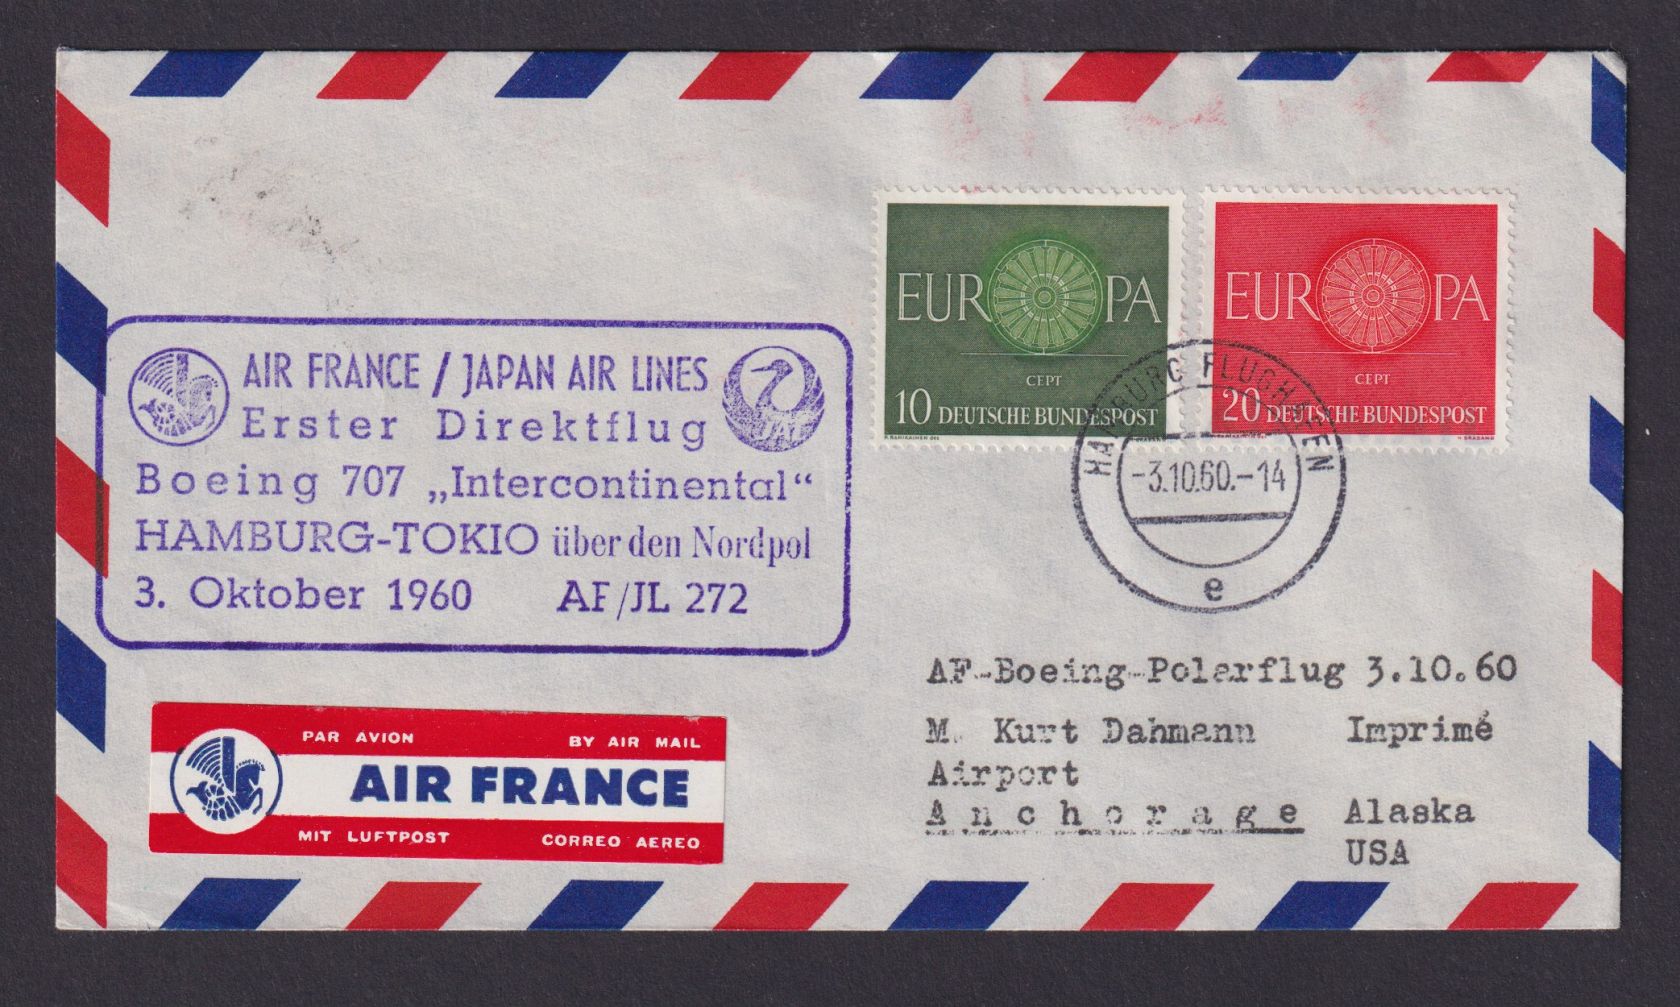 AIR FRANCE / JAPAN AIR LINES
Erster Direktflug
JAL
Boeing 707 „Intercontinental“
HAMBURG-TOKIO über den Nordpol
3. Oktober 1960 AF/JL 272
EUROPA
CEPT
10 DEUTSCHE BUNDESPOST
EUROPA
CEPT
20 DEUTSCHE BUNDESPOST
HAMBURG FLUGHAFEN
-3.10.60.-14
e
AF-Boeing-Polarflug 3.10.60
M. Kurt Dahmann Imprimé
Airport
Anchorage Alaska
USA
PAR AVION BY AIR MAIL
AIR FRANCE
MIT LUFTPOST CORREO AEREO